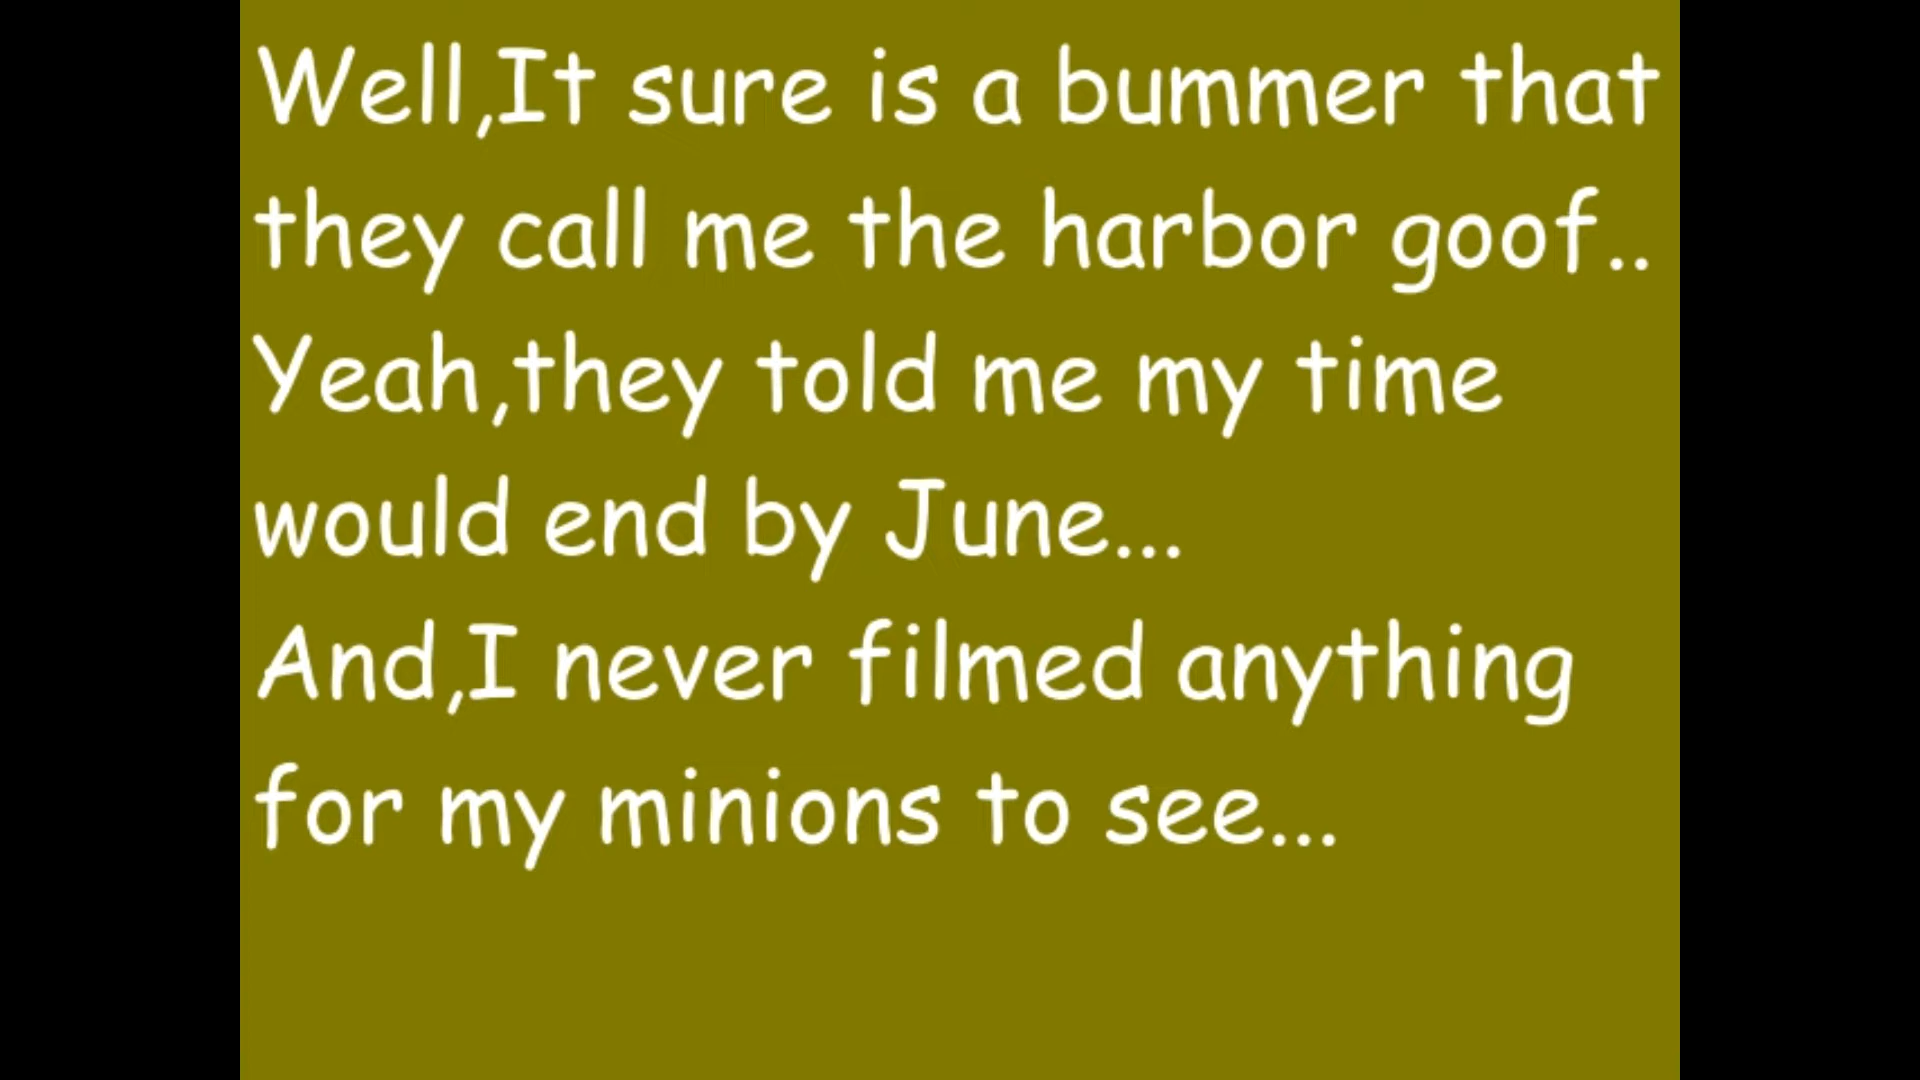 Well,It sure is a bummer that
they call me the harbor goof..
Yeah,they told me my time
would end by June...
And,I never filmed anything
for my minions to see...